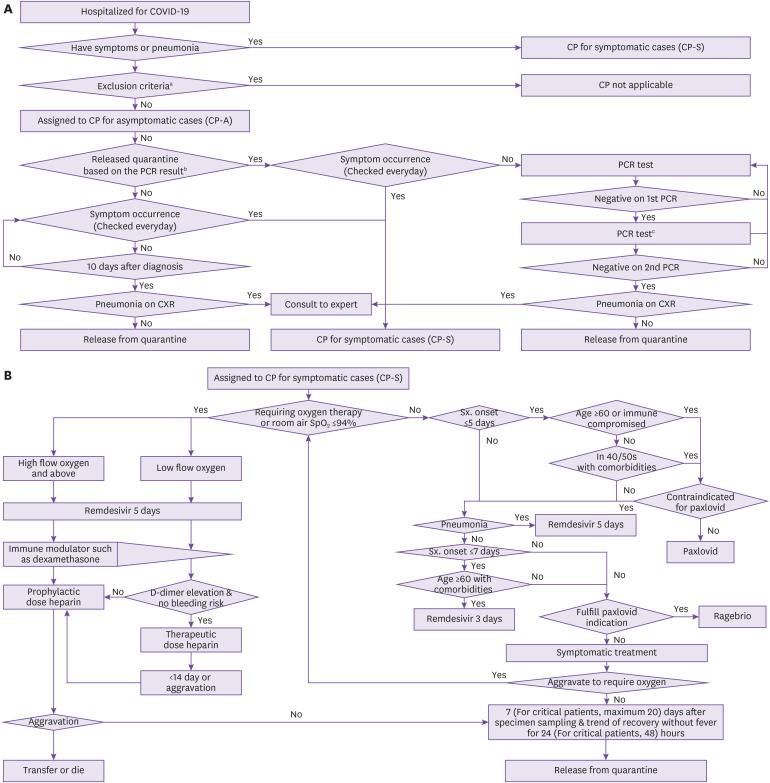 A
Hospitalized for COVID-19
Have symptoms or pneumonia
Yes
CP for symptomatic cases (CP-S)
No
Exclusion criteriaᵃ
Yes
CP not applicable
No
Assigned to CP for asymptomatic cases (CP-A)
No
Released quarantine
based on the PCR resultᵇ
Yes
Symptom occurrence
(Checked everyday)
No
PCR test
No
Yes
Negative on 1st PCR
No
Symptom occurrence
(Checked everyday)
Yes
Yes
PCR testᶜ
No
No
10 days after diagnosis
Negative on 2nd PCR
No
Yes
Yes
Pneumonia on CXR
Yes
Consult to expert
Yes
Pneumonia on CXR
No
No
Release from quarantine
CP for symptomatic cases (CP-S)
Release from quarantine
B
Assigned to CP for symptomatic cases (CP-S)
Yes
Requiring oxygen therapy
or room air SpO₂ ≤94%
No
Sx. onset
≤5 days
Yes
Age ≥60 or immune
compromised
Yes
No
No
High flow oxygen
and above
Low flow oxygen
In 40/50s
with comorbidities
Yes
No
Contraindicated
for paxlovid
Yes
Remdesivir 5 days
Pneumonia
Yes
Remdesivir 5 days
No
No
Paxlovid
Immune modulator such
as dexamethasone
Sx. onset ≤7 days
No
Yes
Age ≥60 with
comorbidities
No
No
Prophylactic
dose heparin
No
D-dimer elevation &
no bleeding risk
Yes
Remdesivir 3 days
Fulfill paxlovid
indication
Yes
Ragebrio
Yes
Therapeutic
dose heparin
No
Symptomatic treatment
<14 day or
aggravation
Yes
Aggravate to require oxygen
No
Aggravation
No
7 (For critical patients, maximum 20) days after
specimen sampling & trend of recovery without fever
for 24 (For critical patients, 48) hours
Transfer or die
Release from quarantine